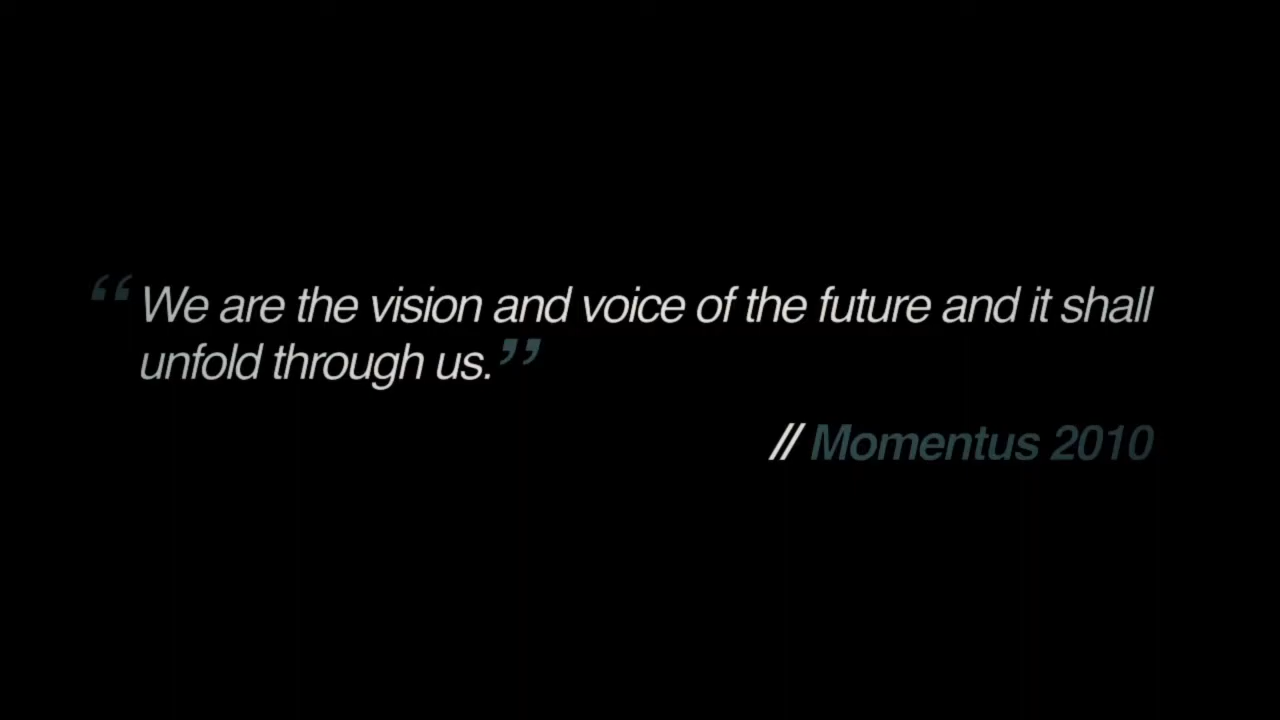 “We are the vision and voice of the future and it shall
unfold through us.”
// Momentus 2010